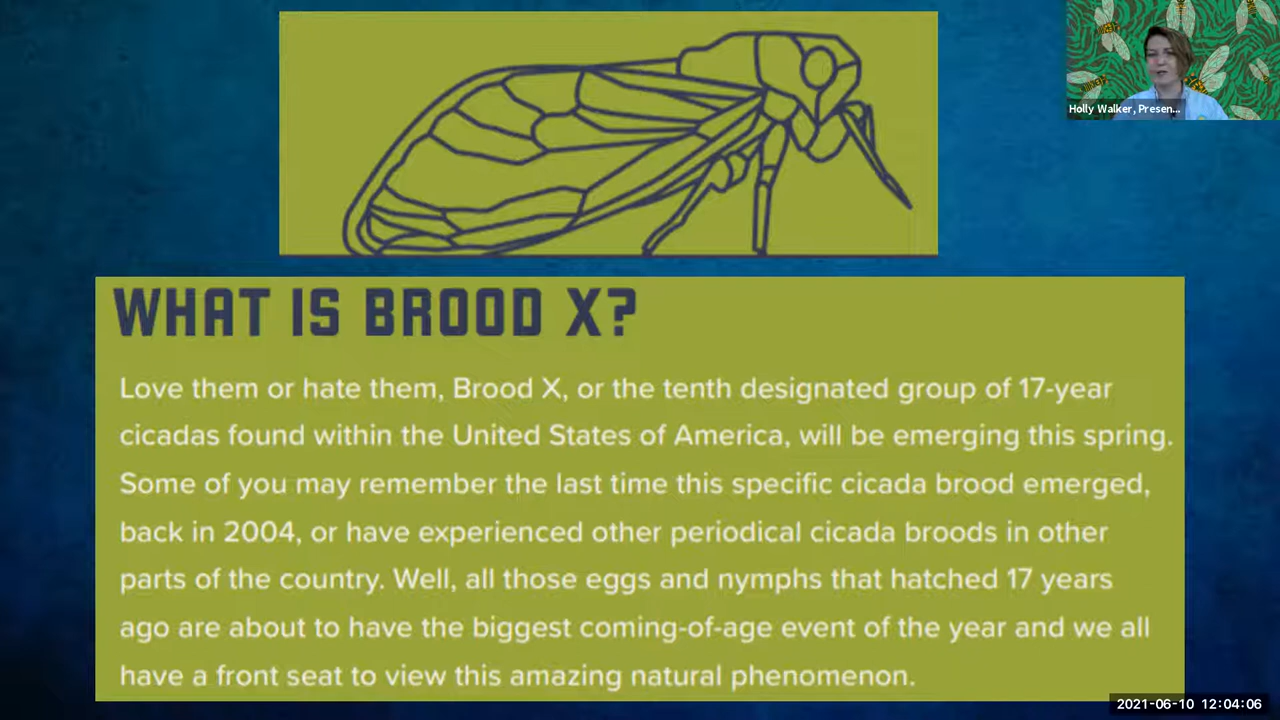 Holly Walker, Presen...
WHAT IS BROOD X?
Love them or hate them, Brood X, or the tenth designated group of 17-year
cicadas found within the United States of America, will be emerging this spring.
Some of you may remember the last time this specific cicada brood emerged,
back in 2004, or have experienced other periodical cicada broods in other
parts of the country. Well, all those eggs and nymphs that hatched 17 years
ago are about to have the biggest coming-of-age event of the year and we all
have a front seat to view this amazing natural phenomenon.
2021-06-10 12:04:06